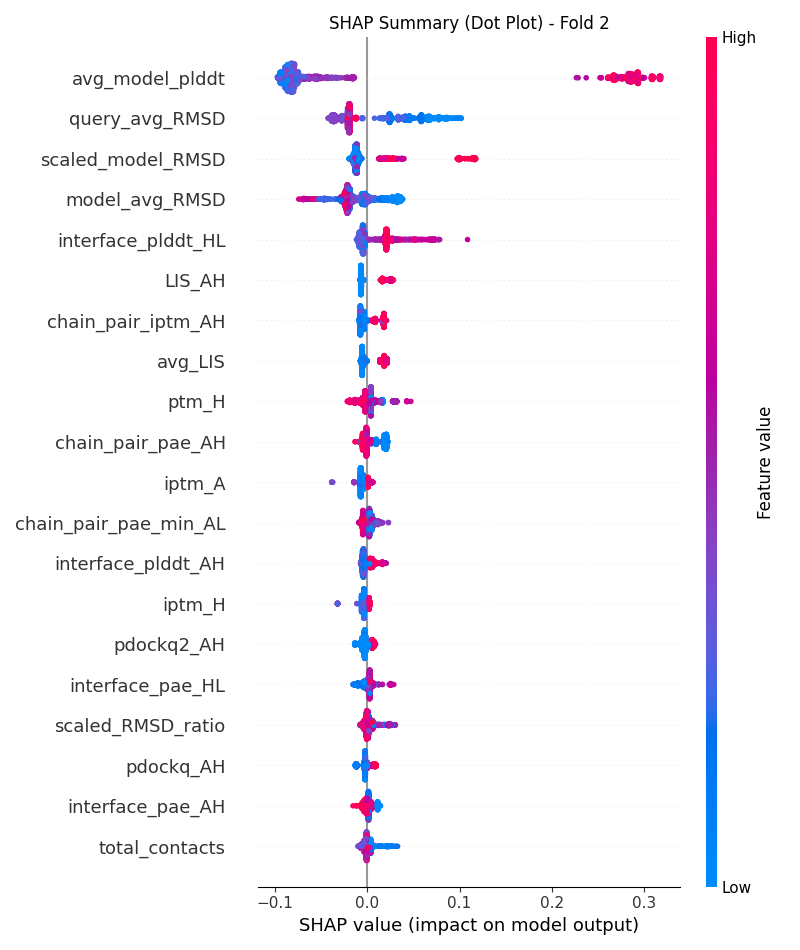 SHAP Summary (Dot Plot) - Fold 2
High
avg_model_plddt
query_avg_RMSD
scaled_model_RMSD
model_avg_RMSD
interface_plddt_HL
LIS_AH
chain_pair_iptm_AH
avg_LIS
ptm_H
chain_pair_pae_AH
iptm_A
chain_pair_pae_min_AL
interface_plddt_AH
iptm_H
pdockq2_AH
interface_pae_HL
scaled_RMSD_ratio
pdockq_AH
interface_pae_AH
total_contacts
Feature value
Low
−0.1 0.0 0.1 0.2 0.3
SHAP value (impact on model output)